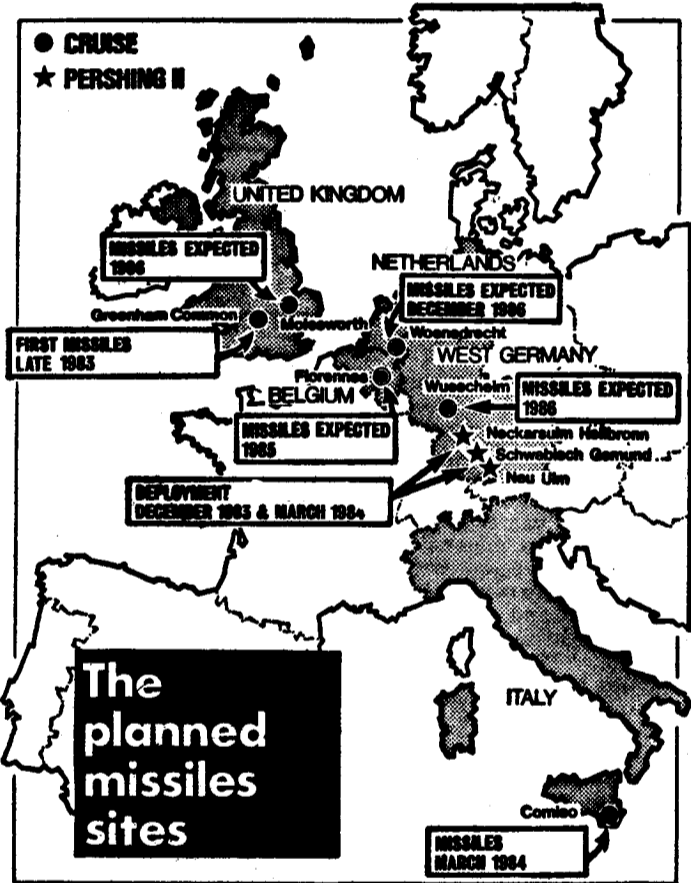 CRUISE
PERSHING II
UNITED KINGDOM
MISSILES EXPECTED
1986
NETHERLANDS
MISSILES EXPECTED
DECEMBER 1986
Greenham Common
Molesworth
Woensdrecht
FIRST MISSILES
LATE 1983
WEST GERMANY
Florennes
Wuescheim
BELGIUM
MISSILES EXPECTED
1986
MISSILES EXPECTED
1985
Neckarsulm Heilbronn
Schwabisch Gemund
Neu Ulm
DEPLOYMENT
DECEMBER 1983 & MARCH 1984
The
planned
missiles
sites
ITALY
Comiso
MISSILES
MARCH 1984